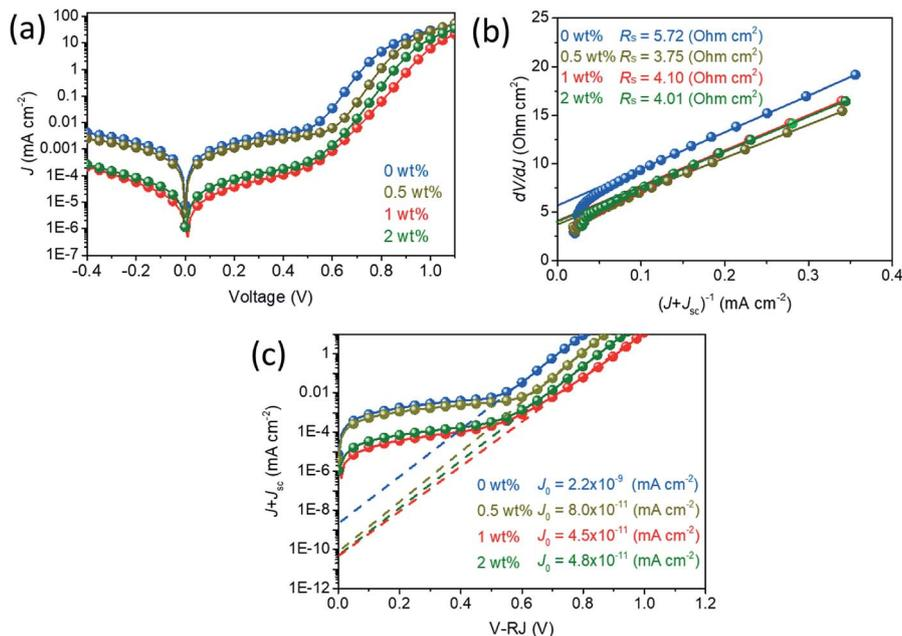 (a)
100
10
1
0.1
0.01
0.001
1E-4
1E-5
1E-6
1E-7
J (mA cm⁻²)
0 wt%
0.5 wt%
1 wt%
2 wt%
-0.4 -0.2 0.0 0.2 0.4 0.6 0.8 1.0
Voltage (V)
(b)
25
20
15
10
5
0
dV/dJ (Ohm cm²)
0 wt% Rs = 5.72 (Ohm cm²)
0.5 wt% Rs = 3.75 (Ohm cm²)
1 wt% Rs = 4.10 (Ohm cm²)
2 wt% Rs = 4.01 (Ohm cm²)
0.0 0.1 0.2 0.3 0.4
(J+Jsc)⁻¹ (mA cm⁻²)
(c)
1
0.01
1E-4
1E-6
1E-8
1E-10
1E-12
J+Jsc (mA cm⁻²)
0 wt% J₀ = 2.2x10⁻⁹ (mA cm⁻²)
0.5 wt% J₀ = 8.0x10⁻¹¹ (mA cm⁻²)
1 wt% J₀ = 4.5x10⁻¹¹ (mA cm⁻²)
2 wt% J₀ = 4.8x10⁻¹¹ (mA cm⁻²)
0.0 0.2 0.4 0.6 0.8 1.0 1.2
V-RJ (V)